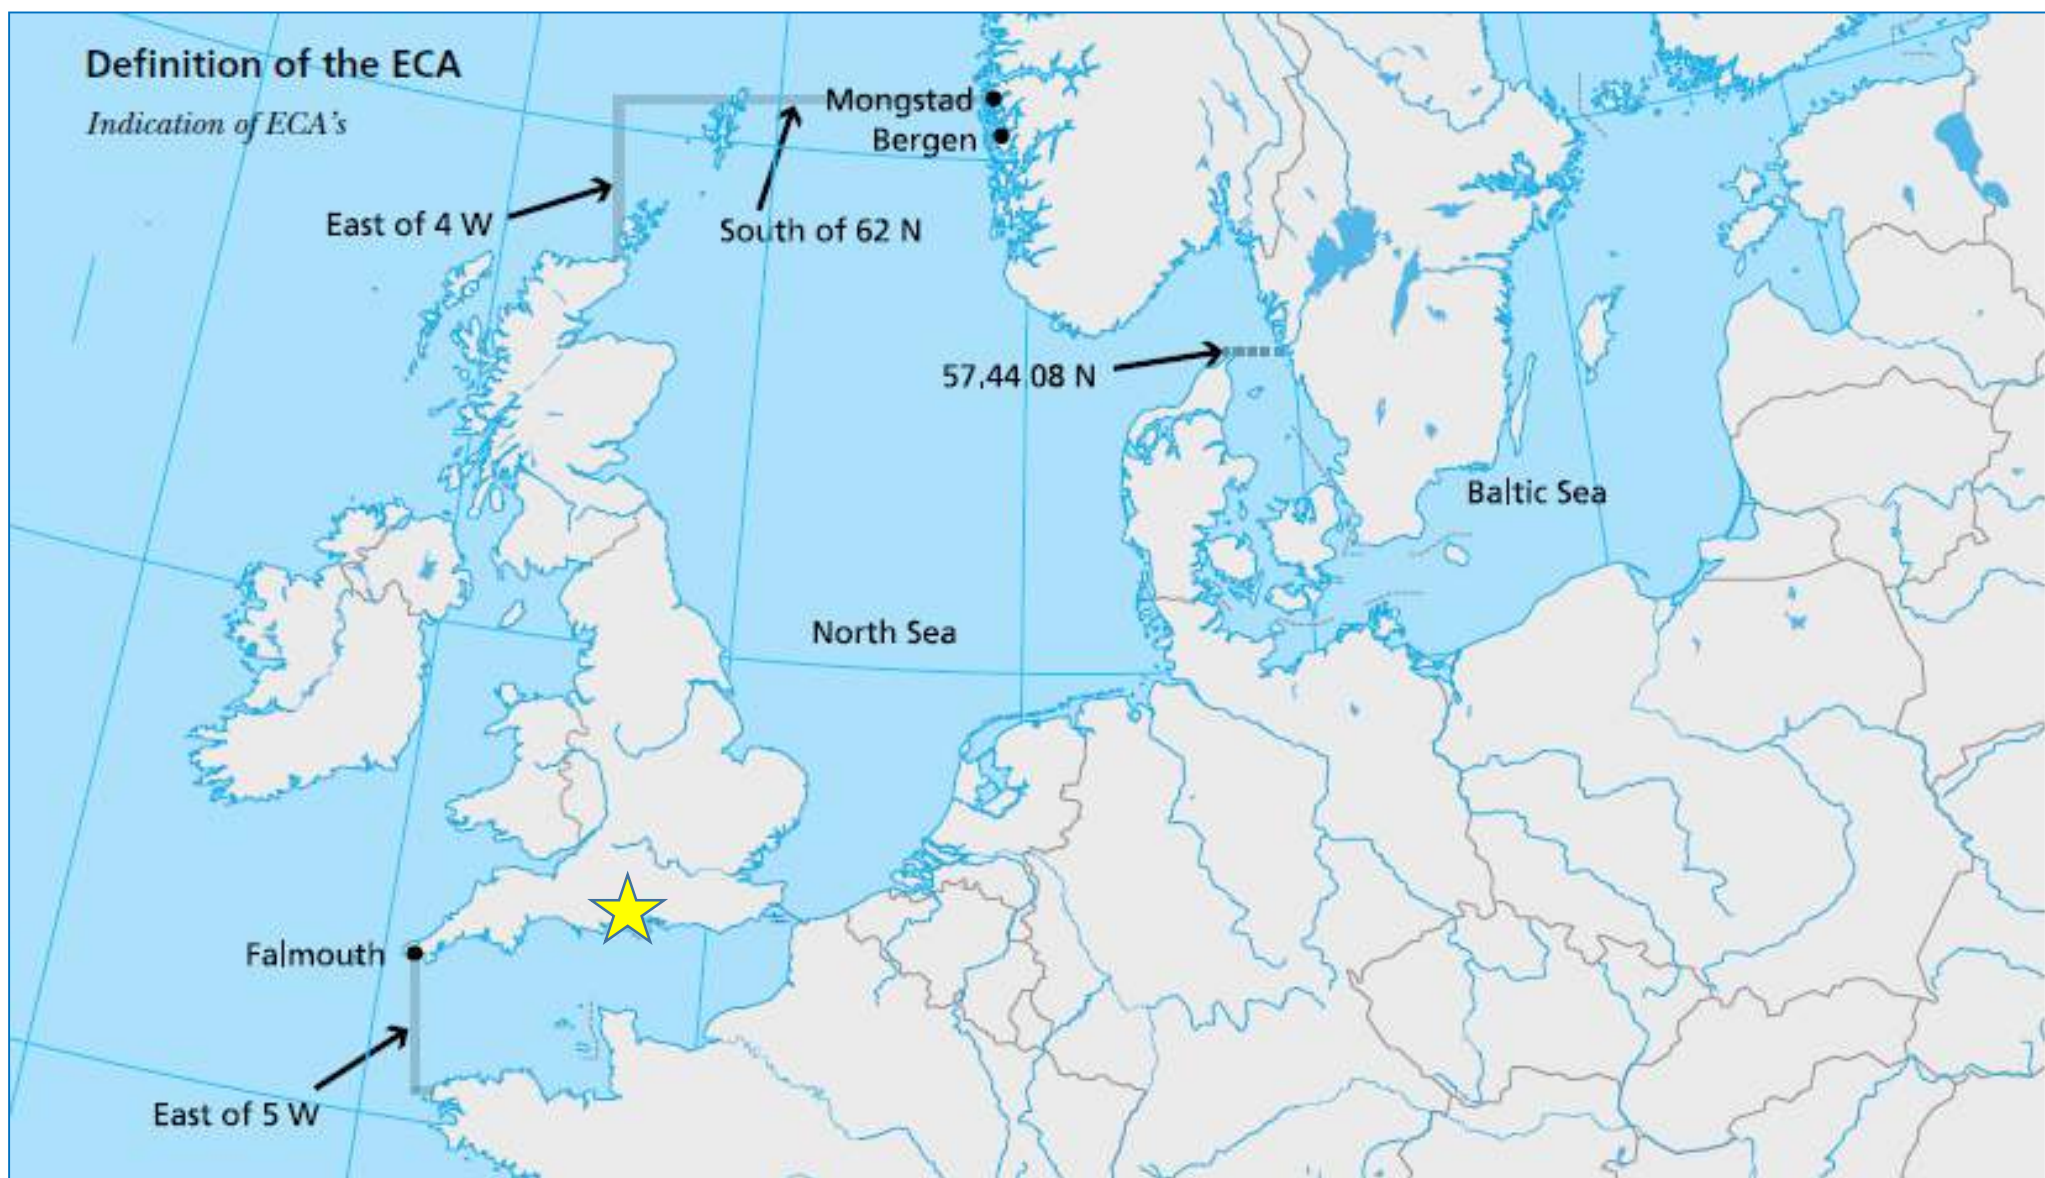 Definition of the ECA
Indication of ECA's
Mongstad
Bergen
East of 4 W
South of 62 N
57,44 08 N
Baltic Sea
North Sea
Falmouth
East of 5 W